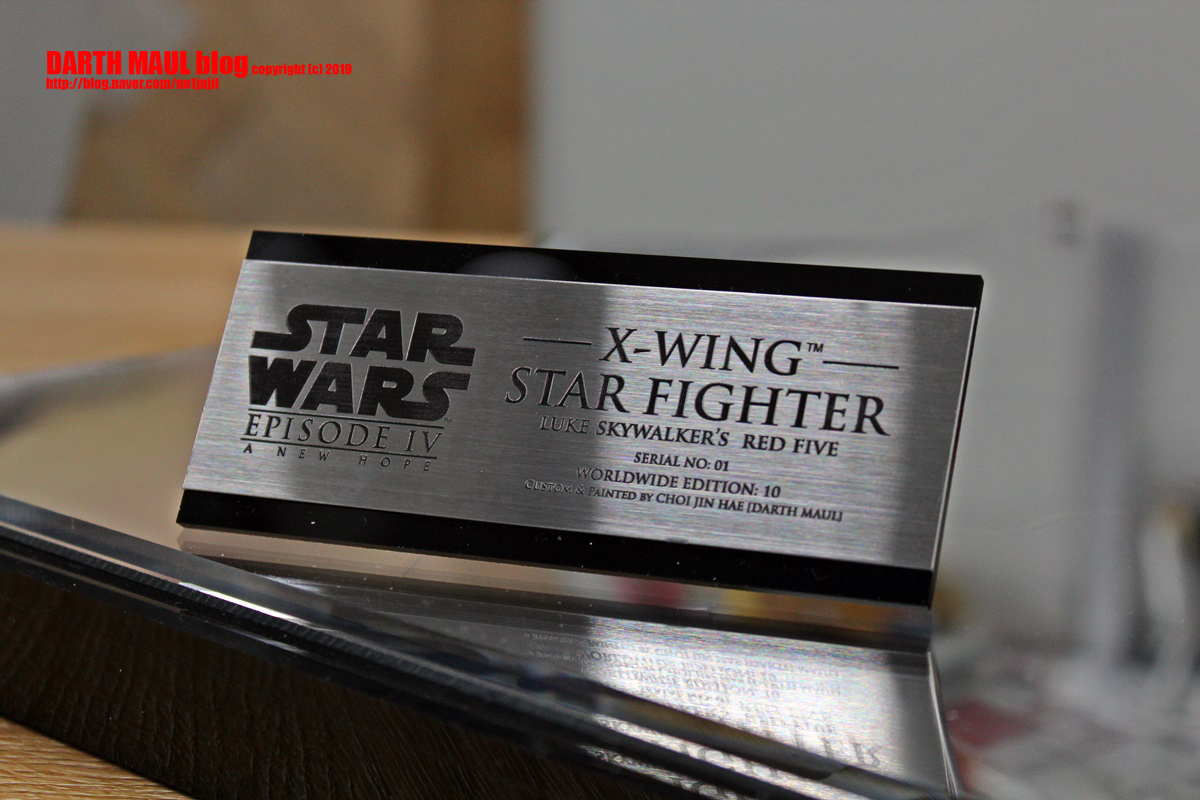 DARTH MAUL blog copyright (c) 2019
STAR
WARS
EPISODE IV
A NEW HOPE
X-WING™
STAR FIGHTER
LUKE SKYWALKER'S RED FIVE
SERIAL NO: 01
WORLDWIDE EDITION: 10
CUSTOM & PAINTED BY CHOI JIN HAE [DARTH MAUL]